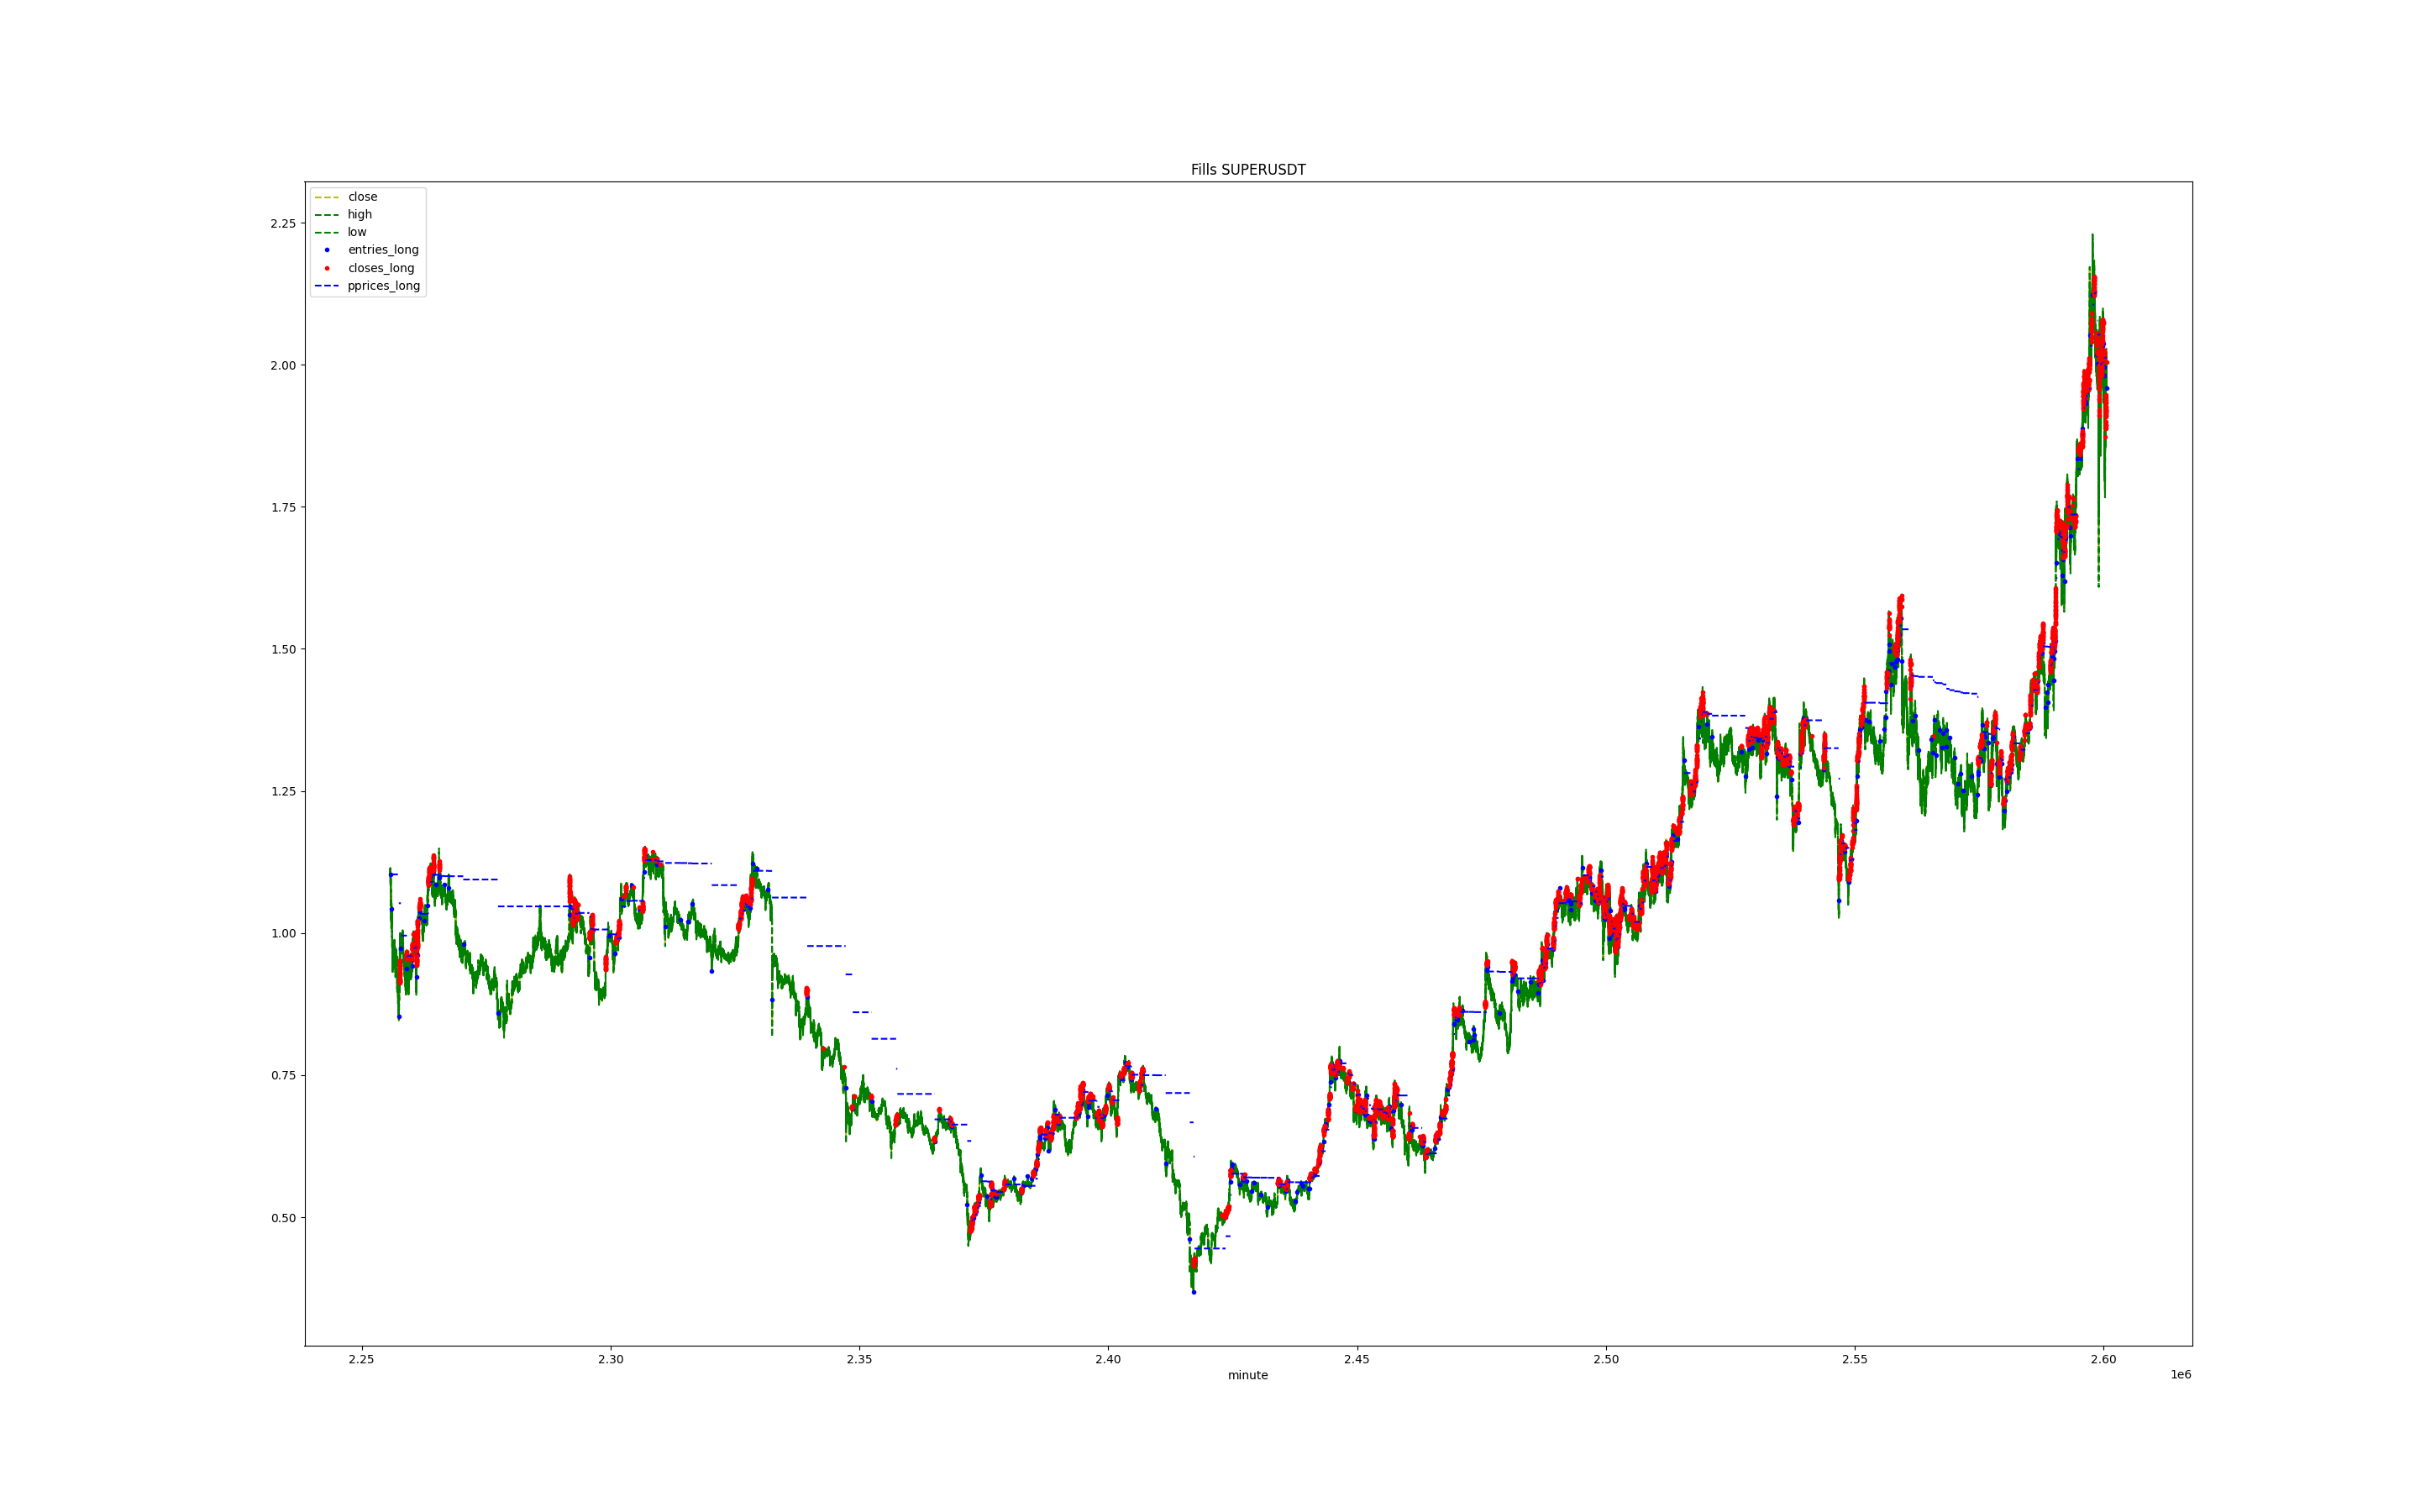 Fills SUPERUSDT
close
high
low
entries_long
closes_long
pprices_long
2.25
2.00
1.75
1.50
1.25
1.00
0.75
0.50
2.25 2.30 2.35 2.40 2.45 2.50 2.55 2.60
minute
1e6